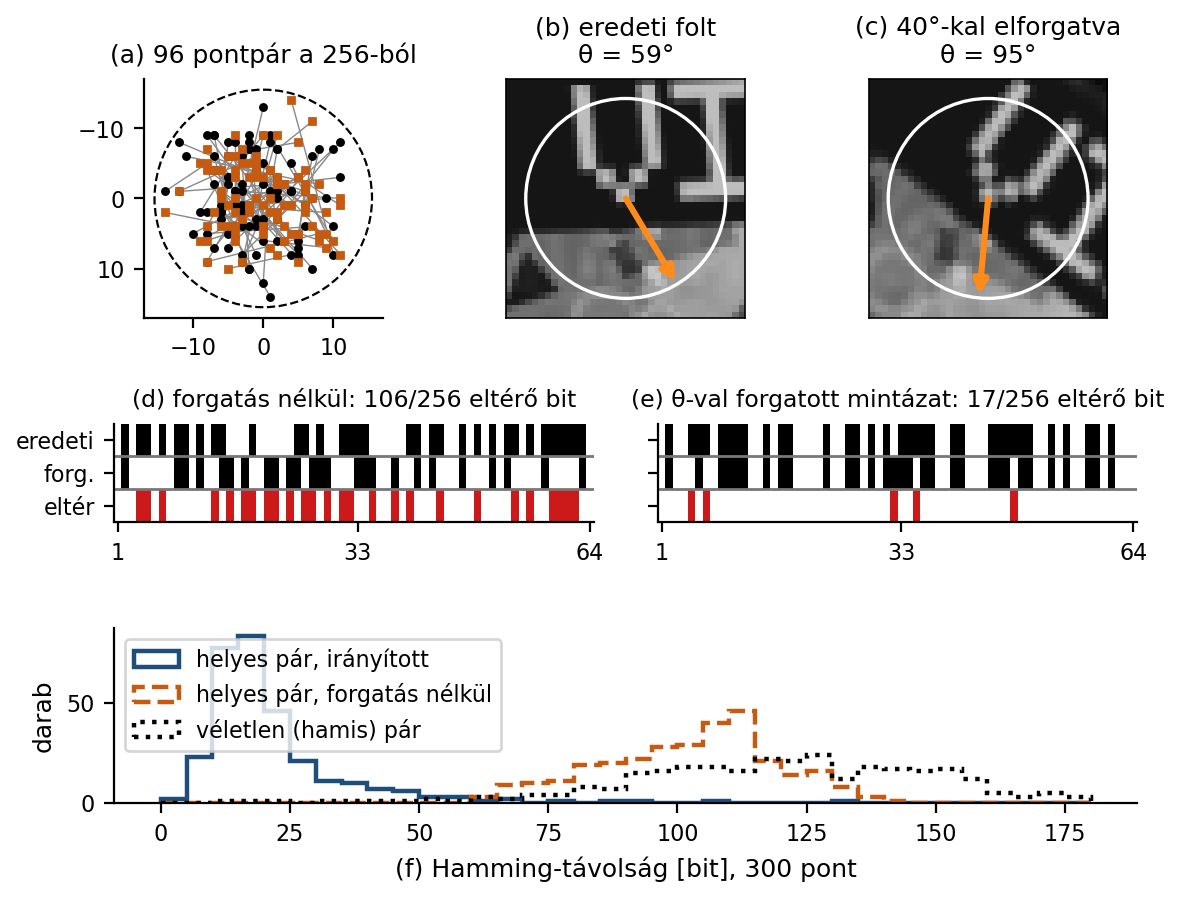 (a) 96 pontpár a 256-ból
(b) eredeti folt
θ = 59°
(c) 40°-kal elforgatva
θ = 95°
−10
0
10
−10
0
10
(d) forgatás nélkül: 106/256 eltérő bit
eredeti
forg.
eltér
1
33
64
(e) θ-val forgatott mintázat: 17/256 eltérő bit
1
33
64
darab
50
0
helyes pár, irányított
helyes pár, forgatás nélkül
véletlen (hamis) pár
0
25
50
75
100
125
150
175
(f) Hamming-távolság [bit], 300 pont